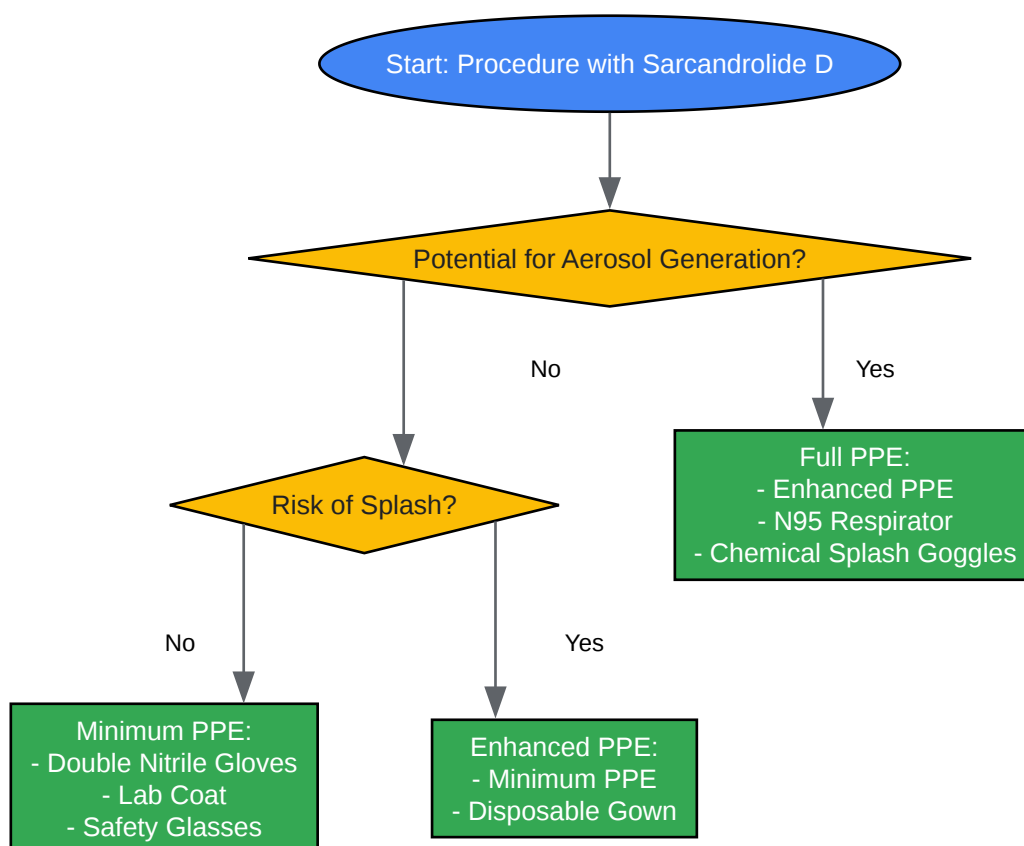 Start: Procedure with Sarcandrolide D
Potential for Aerosol Generation?
No
Yes
Full PPE:
- Enhanced PPE
- N95 Respirator
- Chemical Splash Goggles
Risk of Splash?
No
Yes
Minimum PPE:
- Double Nitrile Gloves
- Lab Coat
- Safety Glasses
Enhanced PPE:
- Minimum PPE
- Disposable Gown